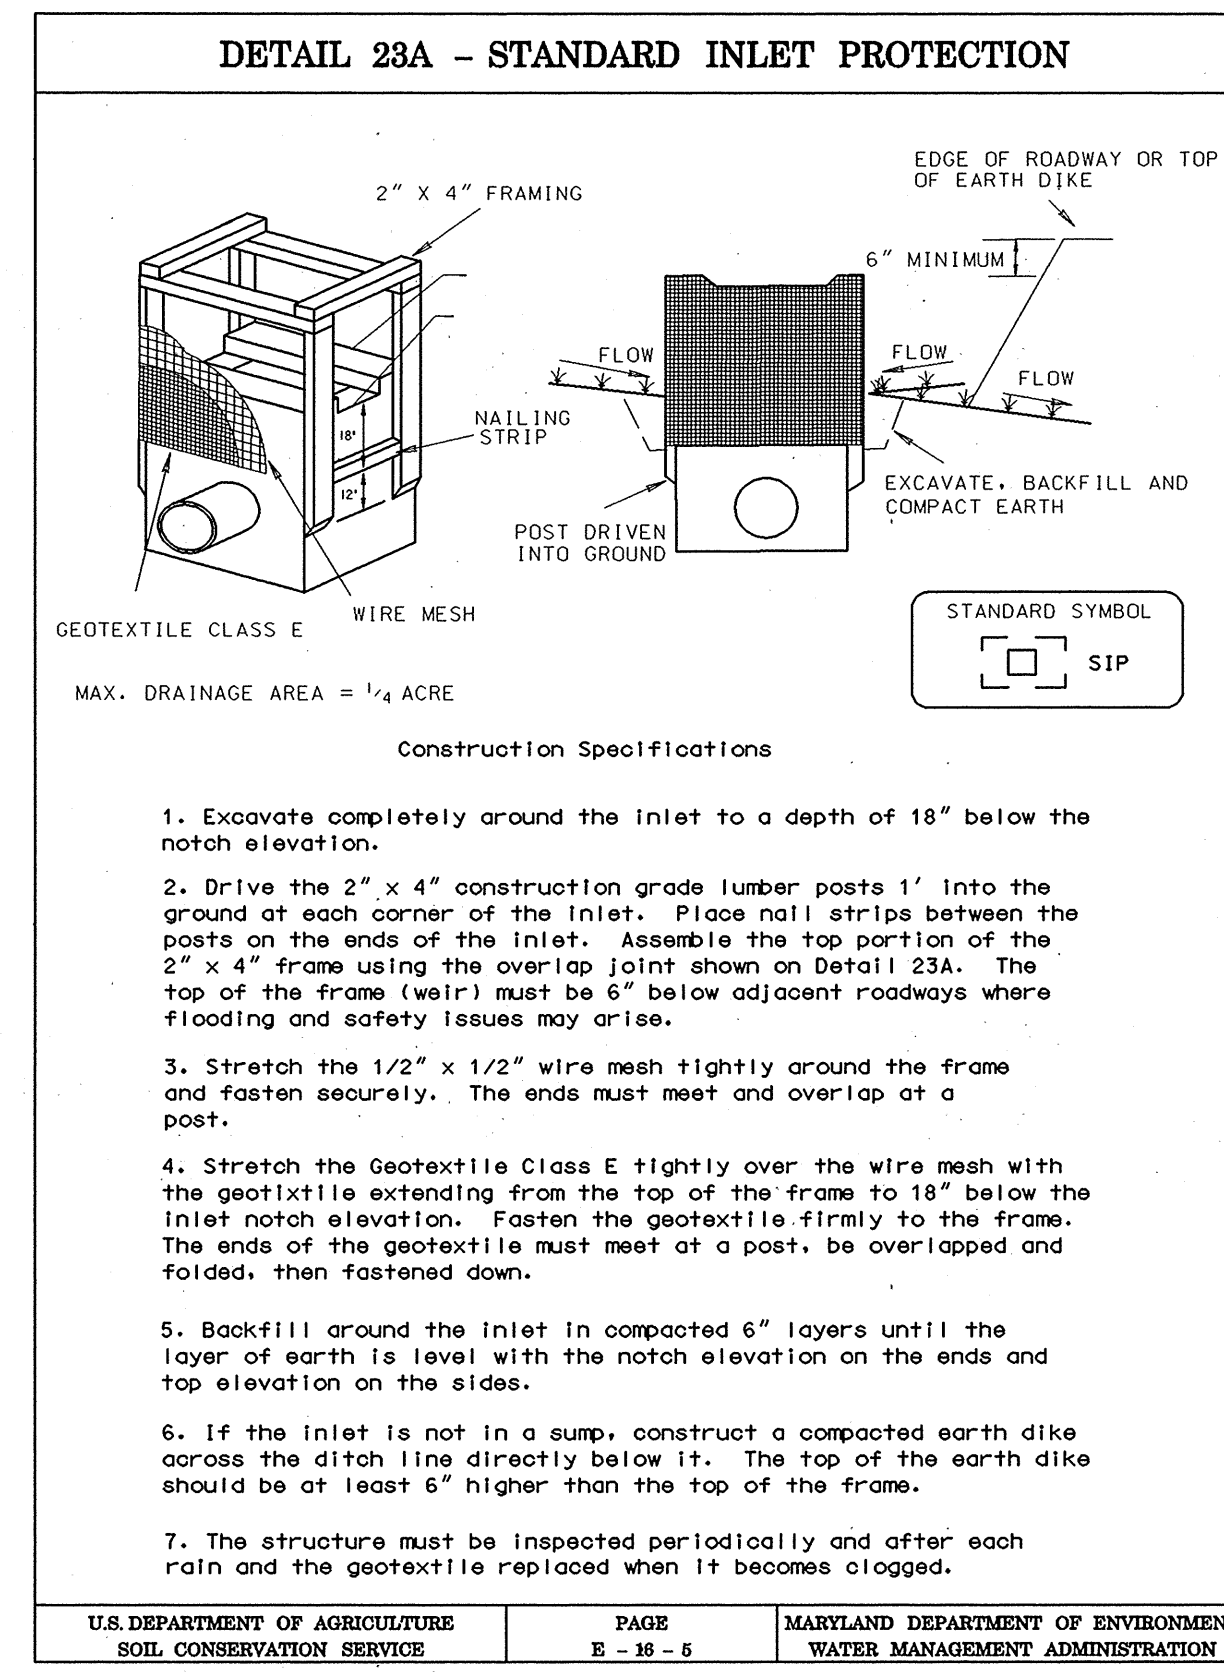 DETAIL 23A - STANDARD INLET PROTECTION
EDGE OF ROADWAY OR TOP
OF EARTH DIKE
2" X 4" FRAMING
6" MINIMUM
FLOW
FLOW
FLOW
NAILING
STRIP
18"
12"
EXCAVATE, BACKFILL AND
COMPACT EARTH
POST DRIVEN
INTO GROUND
WIRE MESH
GEOTEXTILE CLASS E
STANDARD SYMBOL
SIP
MAX. DRAINAGE AREA = 1/4 ACRE
Construction Specifications
1. Excavate completely around the inlet to a depth of 18" below the
notch elevation.
2. Drive the 2" x 4" construction grade lumber posts 1' into the
ground at each corner of the inlet. Place nail strips between the
posts on the ends of the inlet. Assemble the top portion of the
2" x 4" frame using the overlap joint shown on Detail 23A. The
top of the frame (weir) must be 6" below adjacent roadways where
flooding and safety issues may arise.
3. Stretch the 1/2" x 1/2" wire mesh tightly around the frame
and fasten securely. The ends must meet and overlap at a
post.
4. Stretch the Geotextile Class E tightly over the wire mesh with
the geotixtile extending from the top of the frame to 18" below the
inlet notch elevation. Fasten the geotextile firmly to the frame.
The ends of the geotextile must meet at a post, be overlapped and
folded, then fastened down.
5. Backfill around the inlet in compacted 6" layers until the
layer of earth is level with the notch elevation on the ends and
top elevation on the sides.
6. If the inlet is not in a sump, construct a compacted earth dike
across the ditch line directly below it. The top of the earth dike
should be at least 6" higher than the top of the frame.
7. The structure must be inspected periodically and after each
rain and the geotextile replaced when it becomes clogged.
U.S. DEPARTMENT OF AGRICULTURE
SOIL CONSERVATION SERVICE
PAGE
E - 16 - 5
MARYLAND DEPARTMENT OF ENVIRONMEN
WATER MANAGEMENT ADMINISTRATION